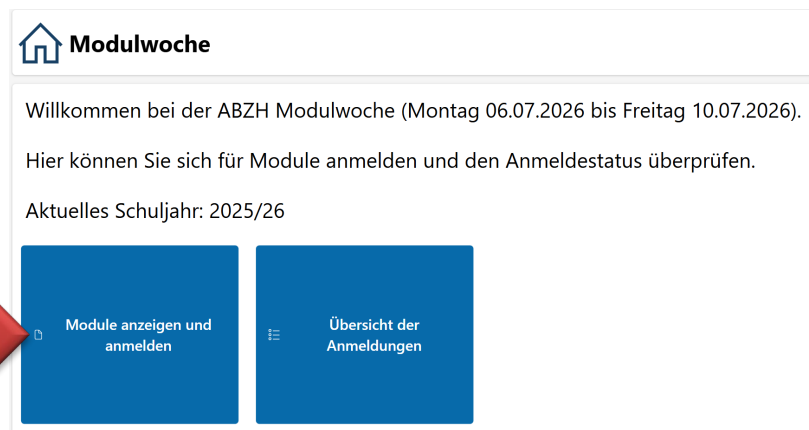 Modulwoche
Willkommen bei der ABZH Modulwoche (Montag 06.07.2026 bis Freitag 10.07.2026).
Hier können Sie sich für Module anmelden und den Anmeldestatus überprüfen.
Aktuelles Schuljahr: 2025/26
Module anzeigen und
anmelden
Übersicht der
Anmeldungen